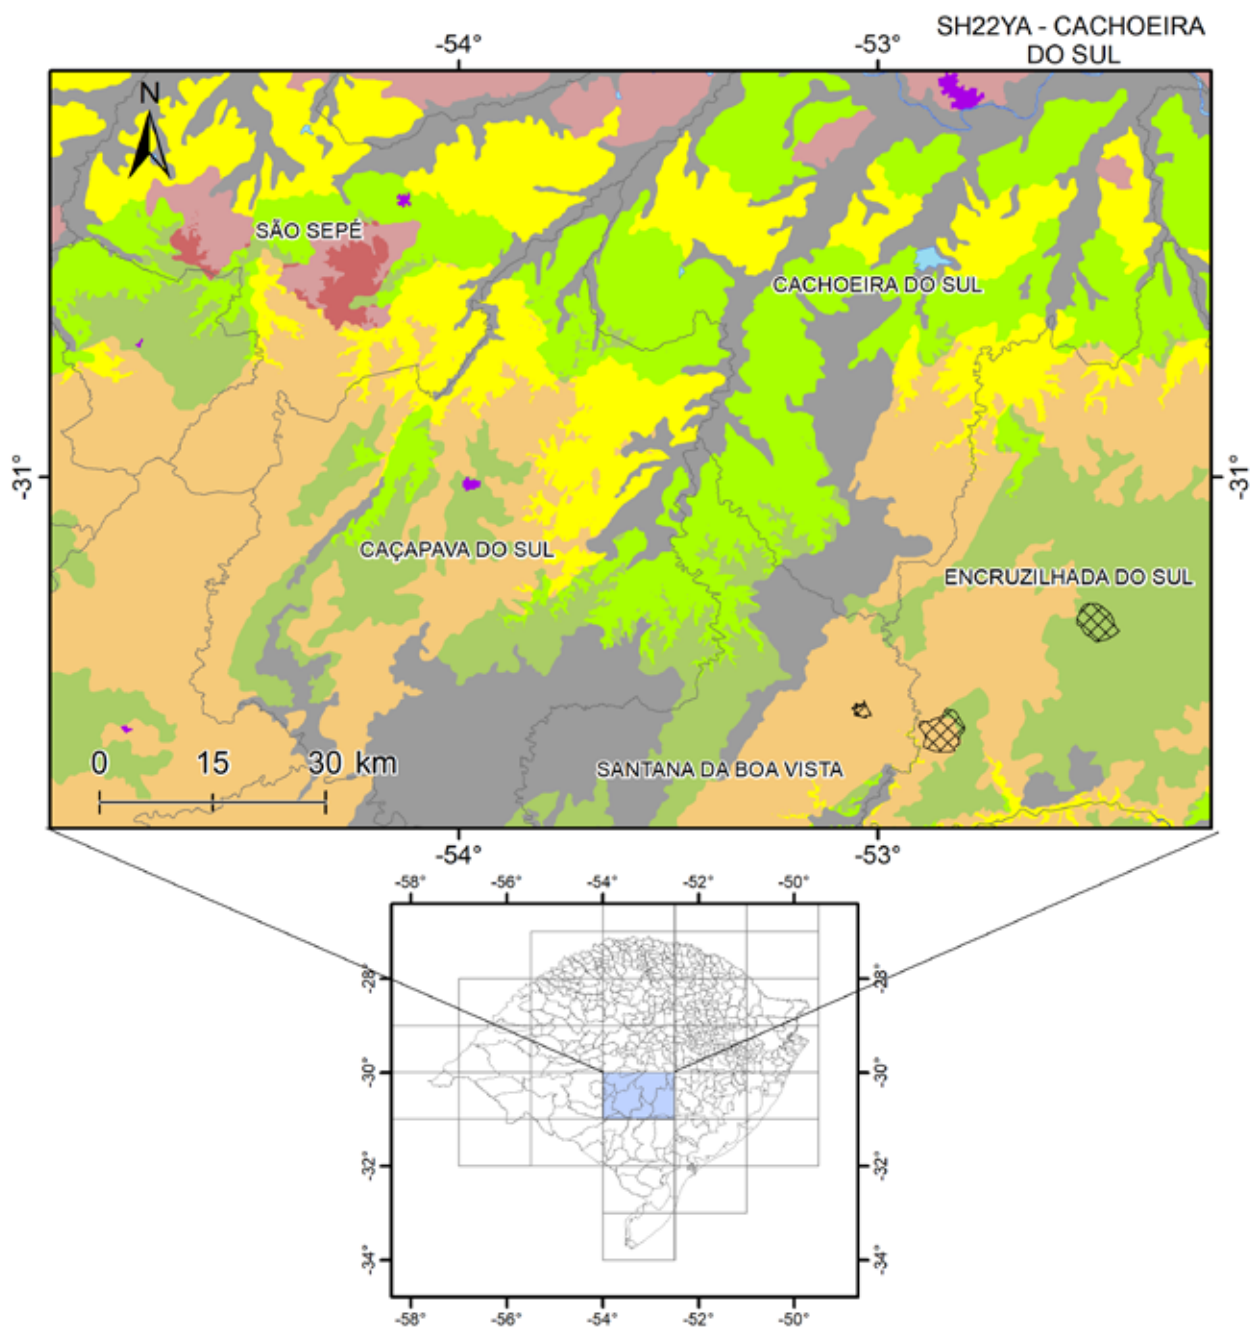 SH22YA - CACHOEIRA
DO SUL
-54° -53°
N
SÃO SEPÉ
CACHOEIRA DO SUL
-31° -31°
CAÇAPAVA DO SUL
ENCRUZILHADA DO SUL
SANTANA DA BOA VISTA
0 15 30 km
-54° -53°
-58° -56° -54° -52° -50°
-28° -28°
-30° -30°
-32° -32°
-34° -34°
-58° -56° -54° -52° -50°